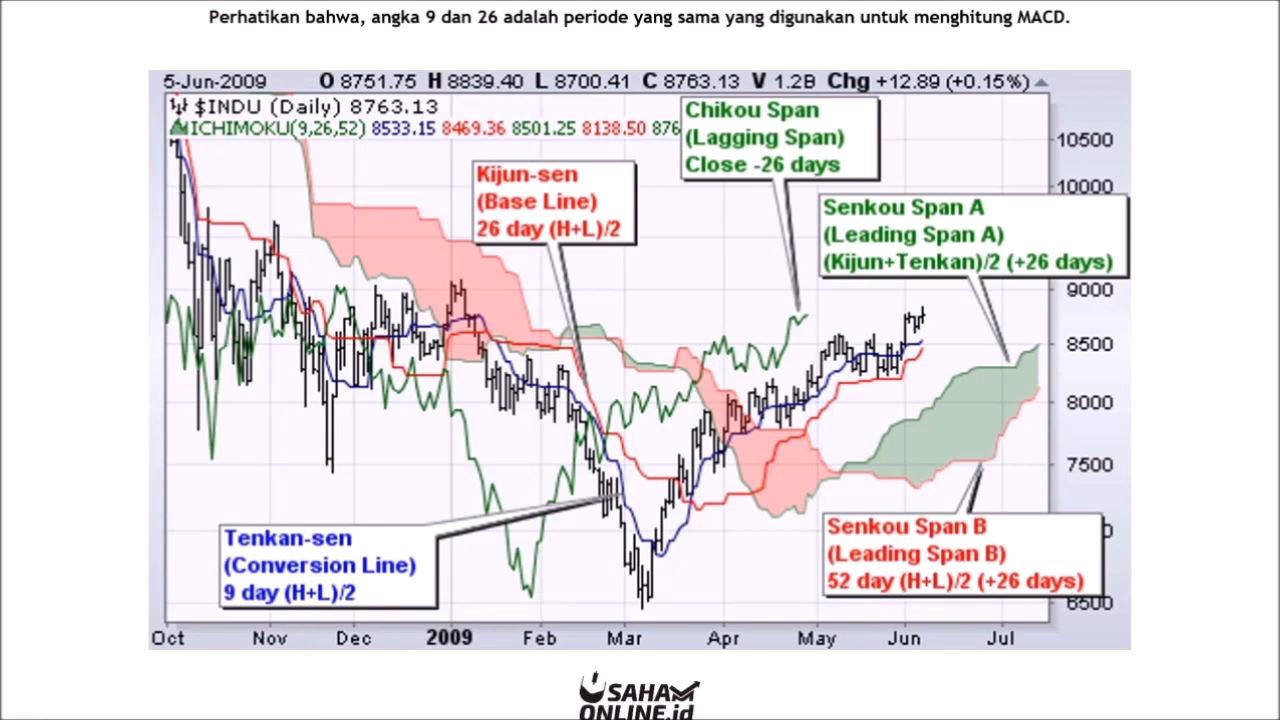 Perhatikan bahwa, angka 9 dan 26 adalah periode yang sama yang digunakan untuk menghitung MACD.
5-Jun-2009 O 8751.75 H 8839.40 L 8700.41 C 8763.13 V 1.2B Chg +12.89 (+0.15%)
$INDU (Daily) 8763.13
ICHIMOKU(9,26,52) 8533.15 8469.36 8501.25 8138.50 876
Chikou Span
(Lagging Span)
Close -26 days
Kijun-sen
(Base Line)
26 day (H+L)/2
Senkou Span A
(Leading Span A)
(Kijun+Tenkan)/2 (+26 days)
10500
10000
9000
8500
8000
7500
0
6500
Tenkan-sen
(Conversion Line)
9 day (H+L)/2
Senkou Span B
(Leading Span B)
52 day (H+L)/2 (+26 days)
Oct Nov Dec 2009 Feb Mar Apr May Jun Jul
SAHAM
ONLINE.id